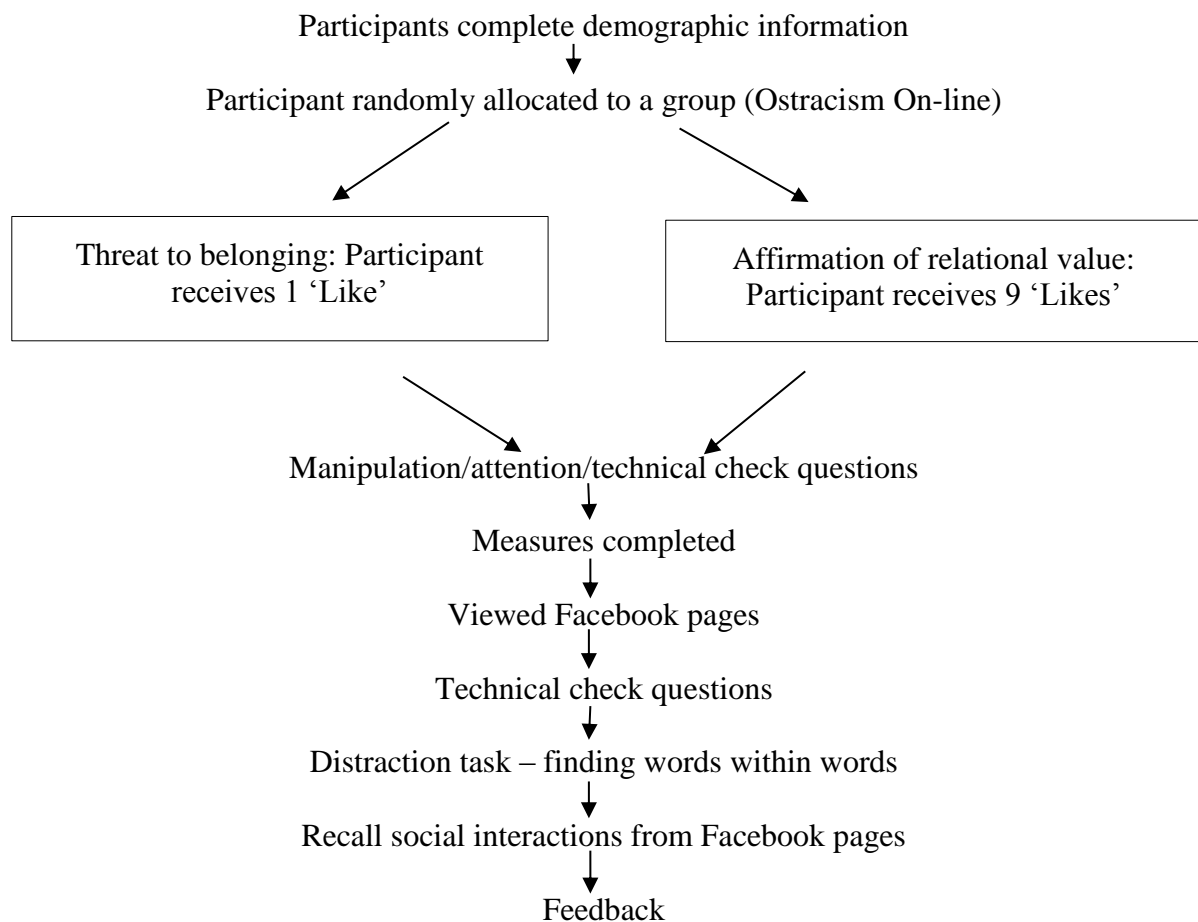 Participants complete demographic information
Participant randomly allocated to a group (Ostracism On-line)
Threat to belonging: Participant
receives 1 ‘Like’
Affirmation of relational value:
Participant receives 9 ‘Likes’
Manipulation/attention/technical check questions
Measures completed
Viewed Facebook pages
Technical check questions
Distraction task – finding words within words
Recall social interactions from Facebook pages
Feedback